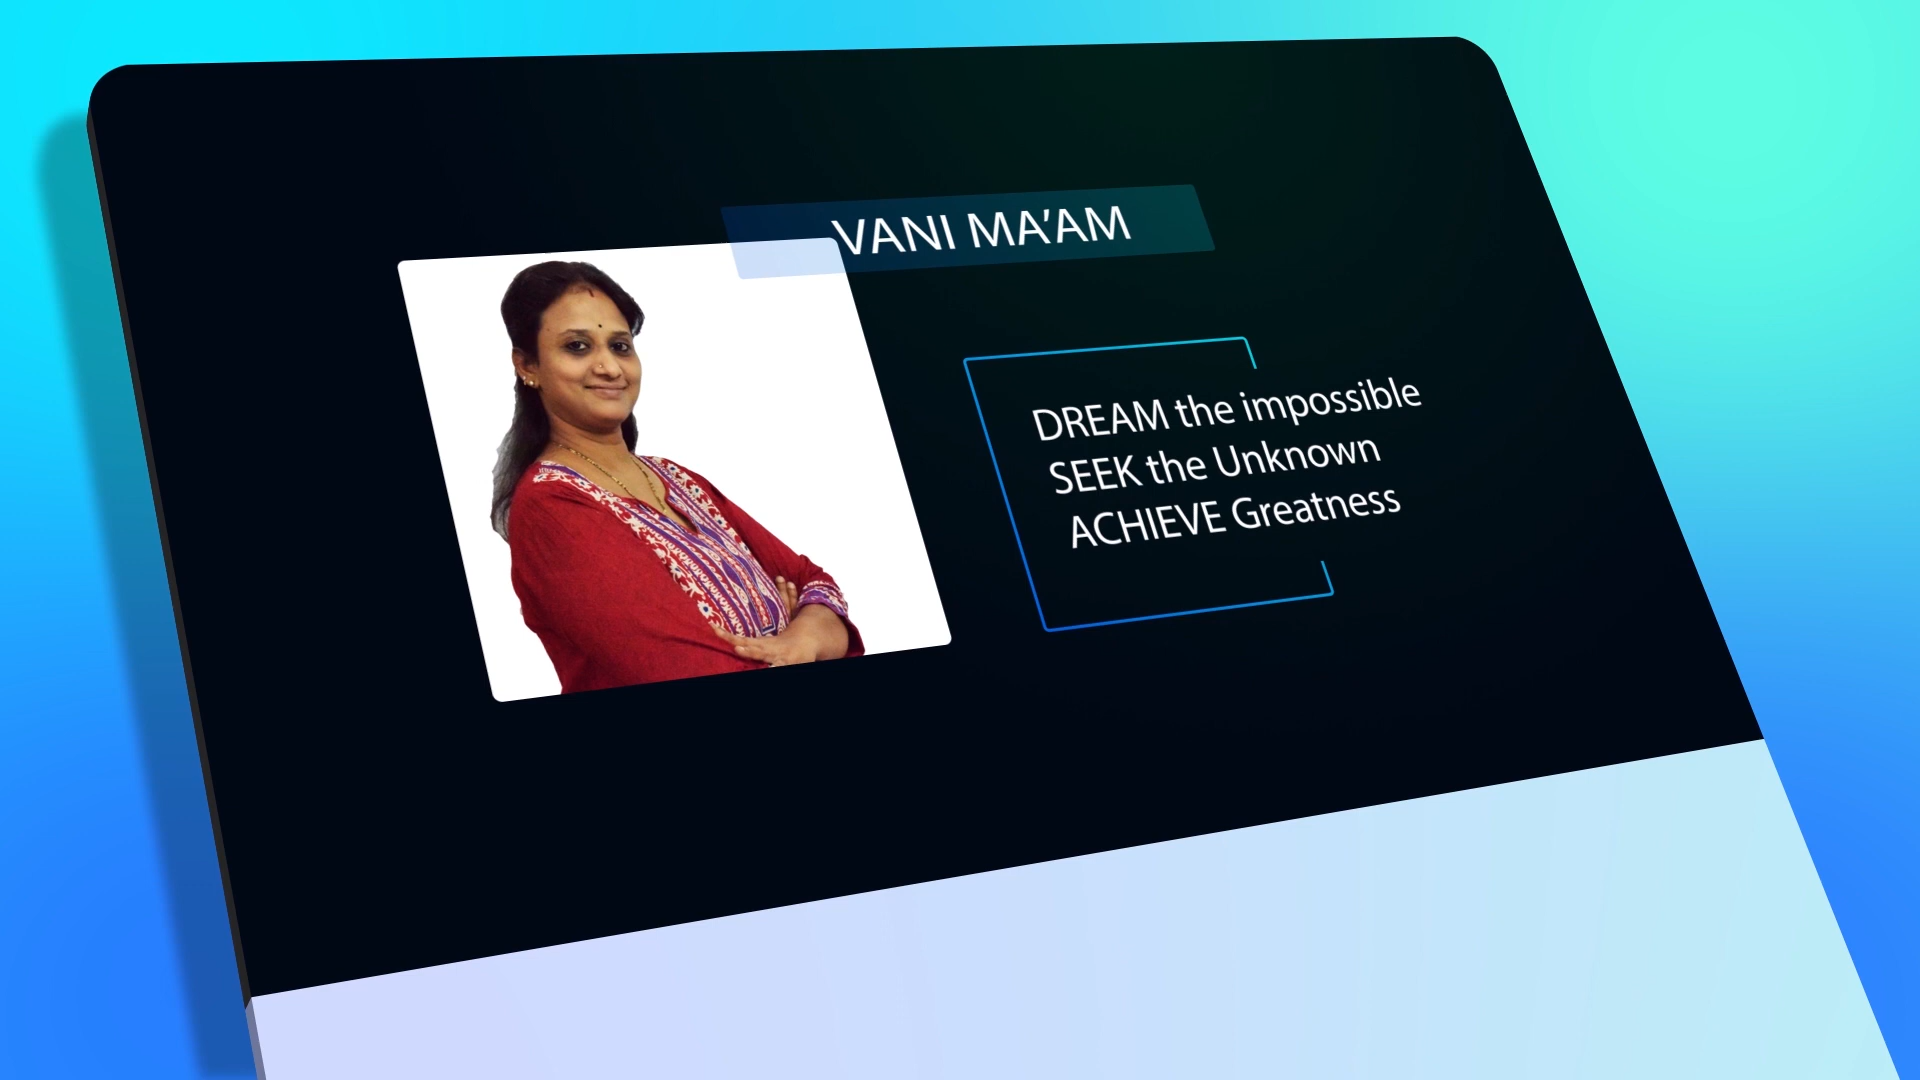 VANI MA’AM
DREAM the impossible
SEEK the Unknown
ACHIEVE Greatness